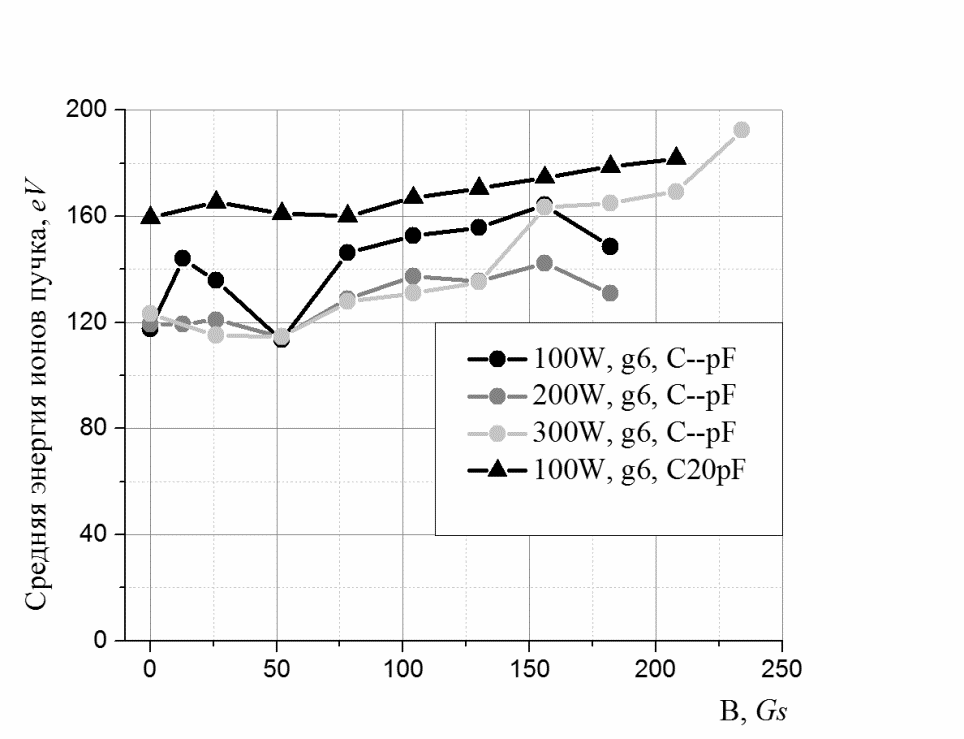 Средняя энергия ионов пучка, eV
200
160
120
80
40
0
100W, g6, C--pF
200W, g6, C--pF
300W, g6, C--pF
100W, g6, C20pF
0 50 100 150 200 250
B, Gs